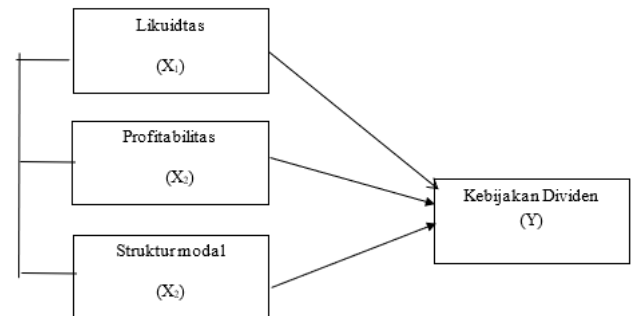 Likuidtas
(X₁)
Profitabilitas
(X₂)
Kebijakan Dividen
(Y)
Struktur modal
(X₂)